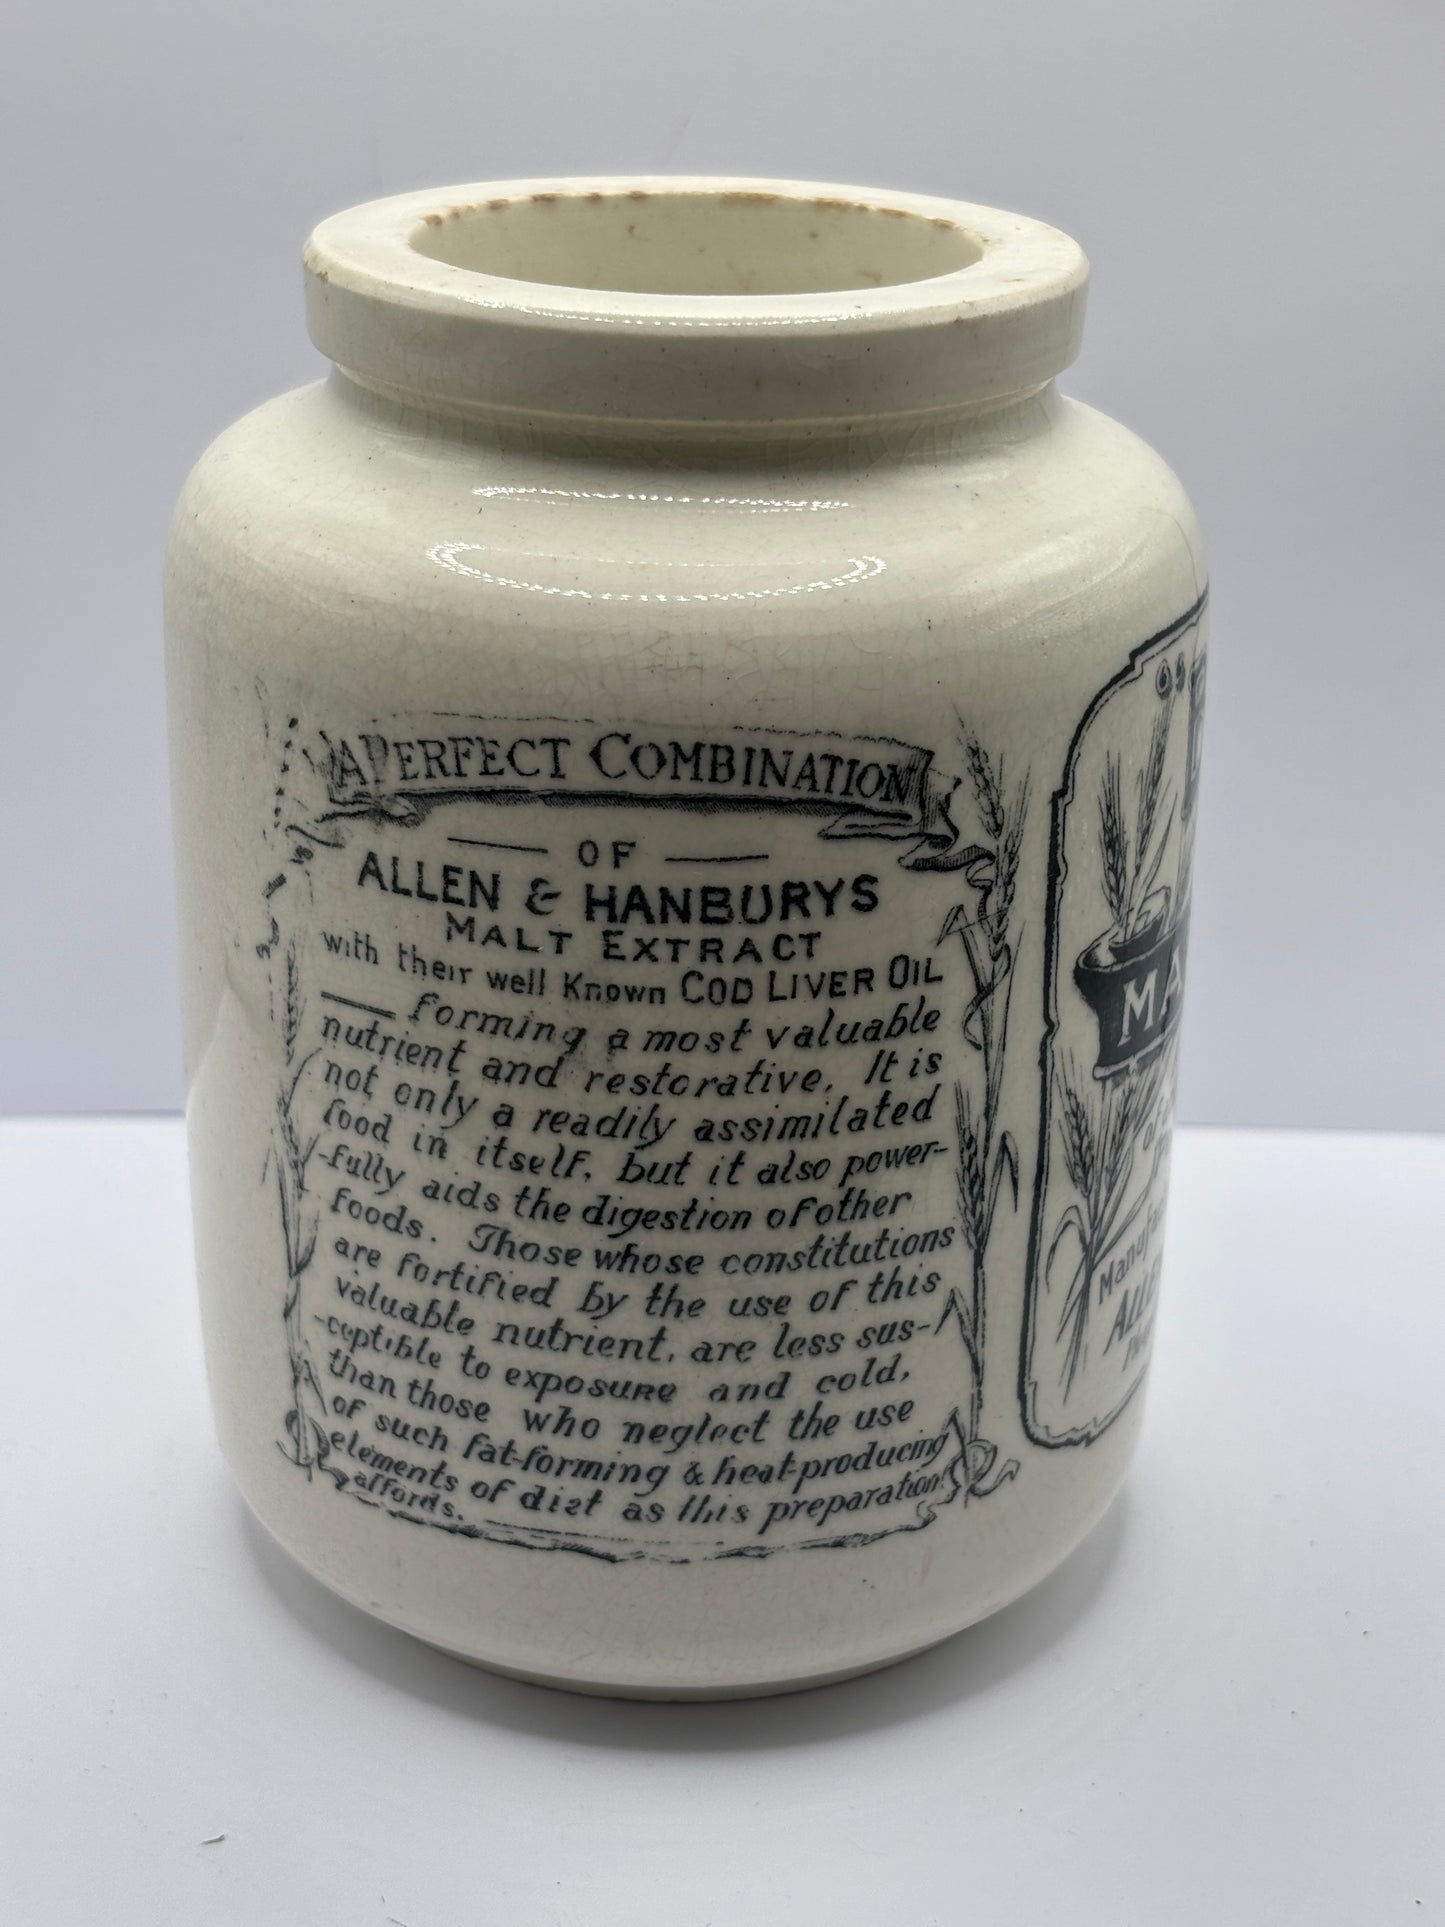 A PERFECT COMBINATION
OF
ALLEN & HANBURYS
MALT EXTRACT
with their well Known COD LIVER OIL
forming a most valuable
nutrient and restorative. It is
not only a readily assimilated
food in itself, but it also power-
-fully aids the digestion of other
foods. Those whose constitutions
are fortified by the use of this
valuable nutrient, are less sus-
-ceptible to exposure and cold,
than those who neglect the use
of such fat-forming & heat-producing
elements of diet as this preparation
affords.